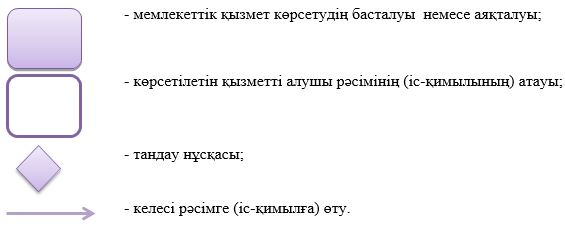 - мемлекеттік қызмет көрсетудің басталуы немесе аяқталуы;
- көрсетілетін қызметті алушы рәсімінің (іс-қимылының) атауы;
- тандау нұсқасы;
- келесі рәсімге (іс-қимылға) өту.